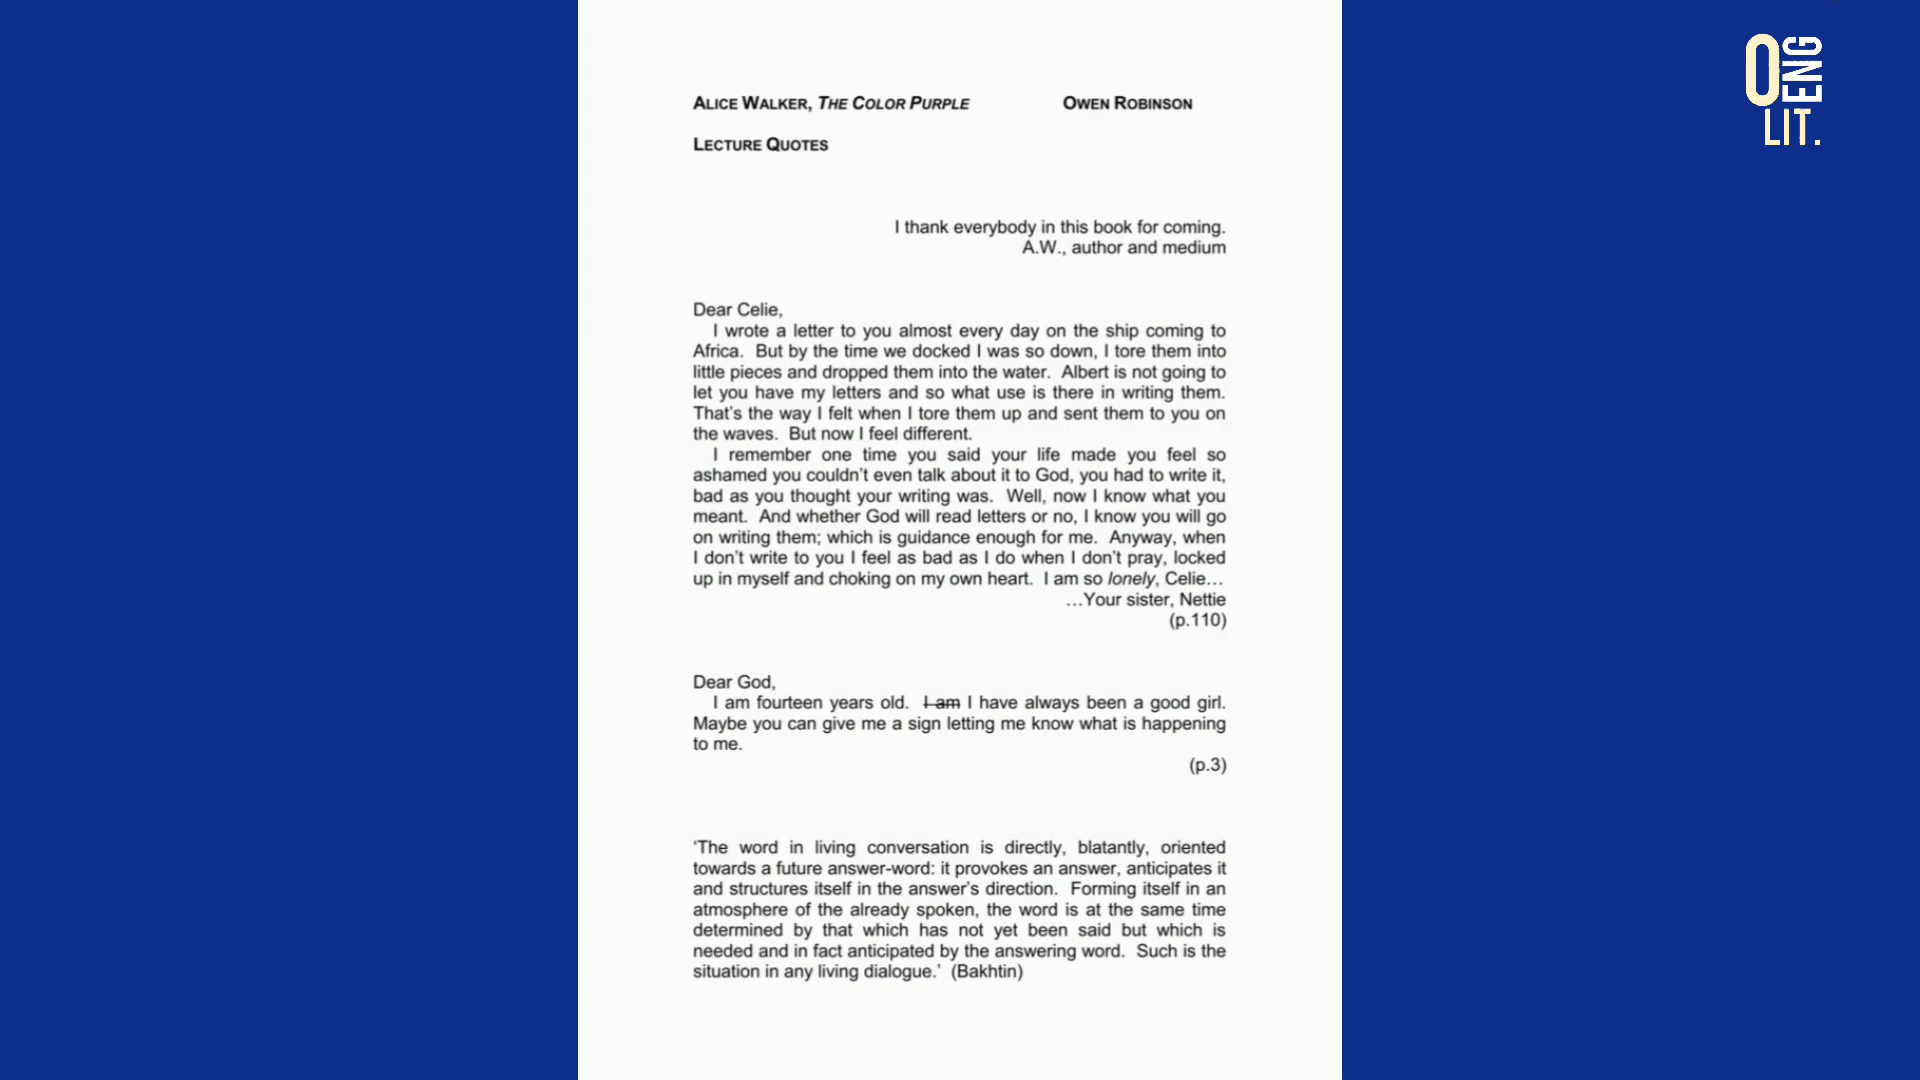 O ENG
LIT.
ALICE WALKER, THE COLOR PURPLE OWEN ROBINSON
LECTURE QUOTES
I thank everybody in this book for coming.
A.W., author and medium
Dear Celie,
I wrote a letter to you almost every day on the ship coming to
Africa. But by the time we docked I was so down, I tore them into
little pieces and dropped them into the water. Albert is not going to
let you have my letters and so what use is there in writing them.
That's the way I felt when I tore them up and sent them to you on
the waves. But now I feel different.
I remember one time you said your life made you feel so
ashamed you couldn't even talk about it to God, you had to write it,
bad as you thought your writing was. Well, now I know what you
meant. And whether God will read letters or no, I know you will go
on writing them; which is guidance enough for me. Anyway, when
I don't write to you I feel as bad as I do when I don't pray, locked
up in myself and choking on my own heart. I am so lonely, Celie…
…Your sister, Nettie
(p.110)
Dear God,
I am fourteen years old. I am I have always been a good girl.
Maybe you can give me a sign letting me know what is happening
to me.
(p.3)
'The word in living conversation is directly, blatantly, oriented
towards a future answer-word: it provokes an answer, anticipates it
and structures itself in the answer's direction. Forming itself in an
atmosphere of the already spoken, the word is at the same time
determined by that which has not yet been said but which is
needed and in fact anticipated by the answering word. Such is the
situation in any living dialogue.' (Bakhtin)